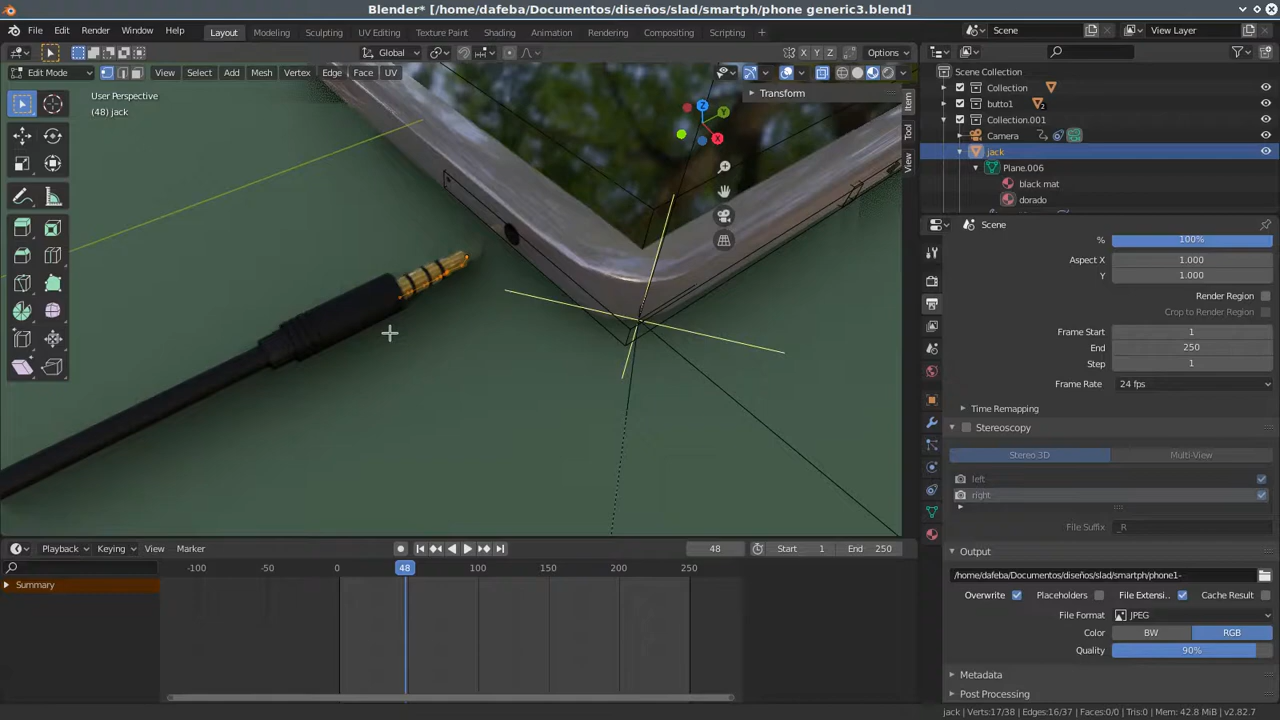 Blender* [/home/dafeba/Documentos/diseños/slad/smartph/phone generic3.blend]
File Edit Render Window Help Layout Modeling Sculpting UV Editing Texture Paint Shading Animation Rendering Compositing Scripting + Scene View Layer
Global X Y Z Options
Edit Mode View Select Add Mesh Vertex Edge Face UV
User Perspective
(48) jack
Transform
Item
Tool
View
Z
Y
X
Scene Collection
Collection
butto1 2
Collection.001
Camera
jack
Plane.006
black mat
dorado
Scene
% 100%
Aspect X 1.000
Y 1.000
Render Region
Crop to Render Region
Frame Start 1
End 250
Step 1
Frame Rate 24 fps
Time Remapping
Stereoscopy
Stereo 3D Multi-View
left
right
File Suffix _R
Output
/home/dafeba/Documentos/diseños/slad/smartph/phone1-
Overwrite Placeholders File Extensi.. Cache Result
File Format JPEG
Color BW RGB
Quality 90%
Metadata
Post Processing
Playback Keying View Marker 48 Start 1 End 250
-100 -50 0 48 100 150 200 250
Summary
jack | Verts:17/38 | Edges:16/37 | Faces:0/0 | Tris:0 | Mem: 42.8 MiB | v2.82.7